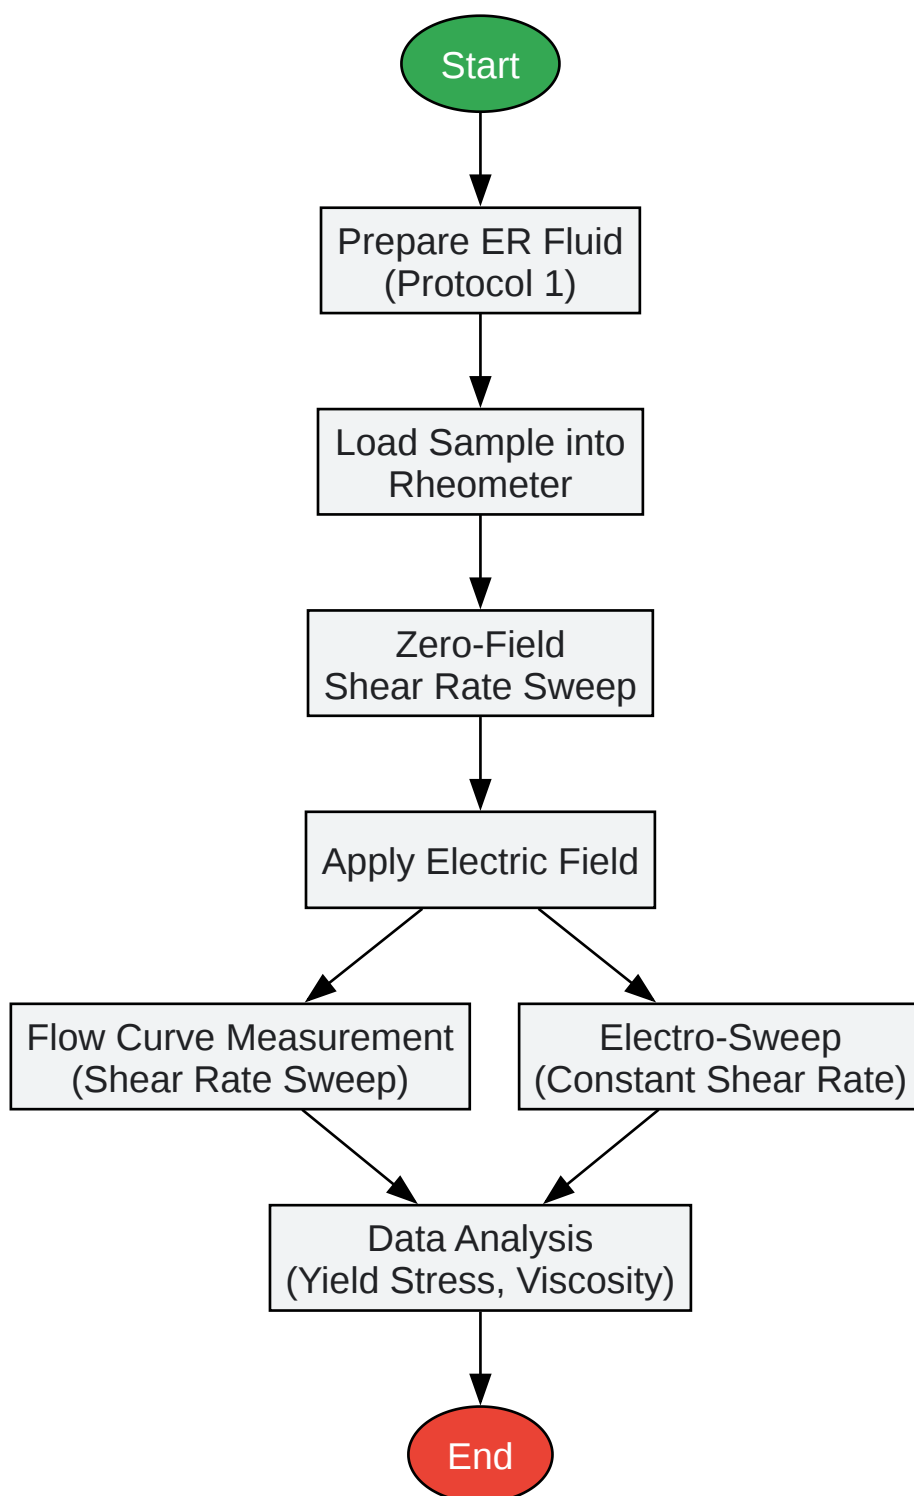 Start
Prepare ER Fluid
(Protocol 1)
Load Sample into
Rheometer
Zero-Field
Shear Rate Sweep
Apply Electric Field
Flow Curve Measurement
(Shear Rate Sweep)
Electro-Sweep
(Constant Shear Rate)
Data Analysis
(Yield Stress, Viscosity)
End